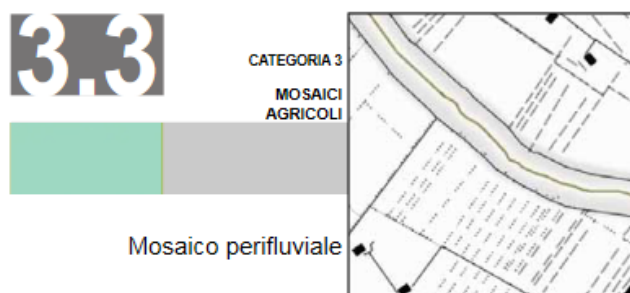 3.3
CATEGORIA 3
MOSAICI
AGRICOLI
Mosaico perifluviale